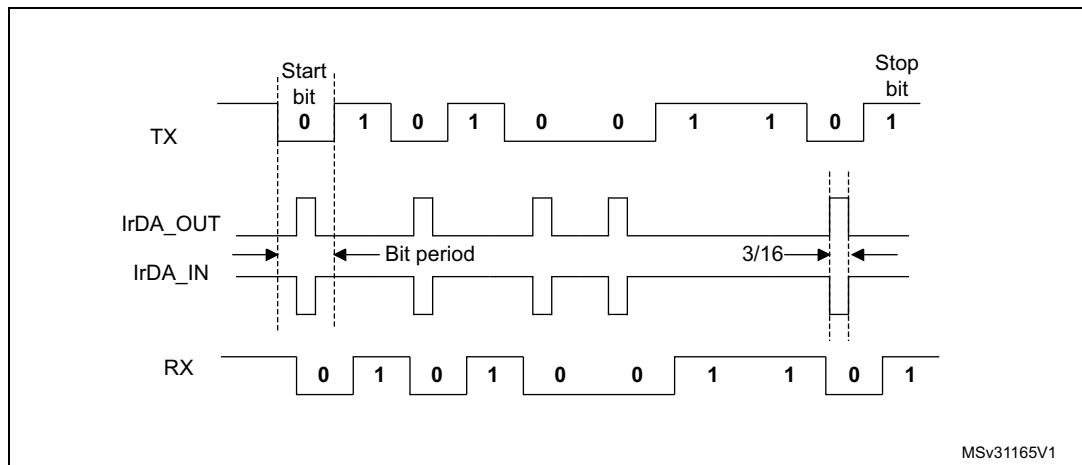 Start
bit
Stop
bit
TX
0 1 0 1 0 0 1 1 0 1
IrDA_OUT
Bit period
3/16
IrDA_IN
RX
0 1 0 1 0 0 1 1 0 1
MSv31165V1